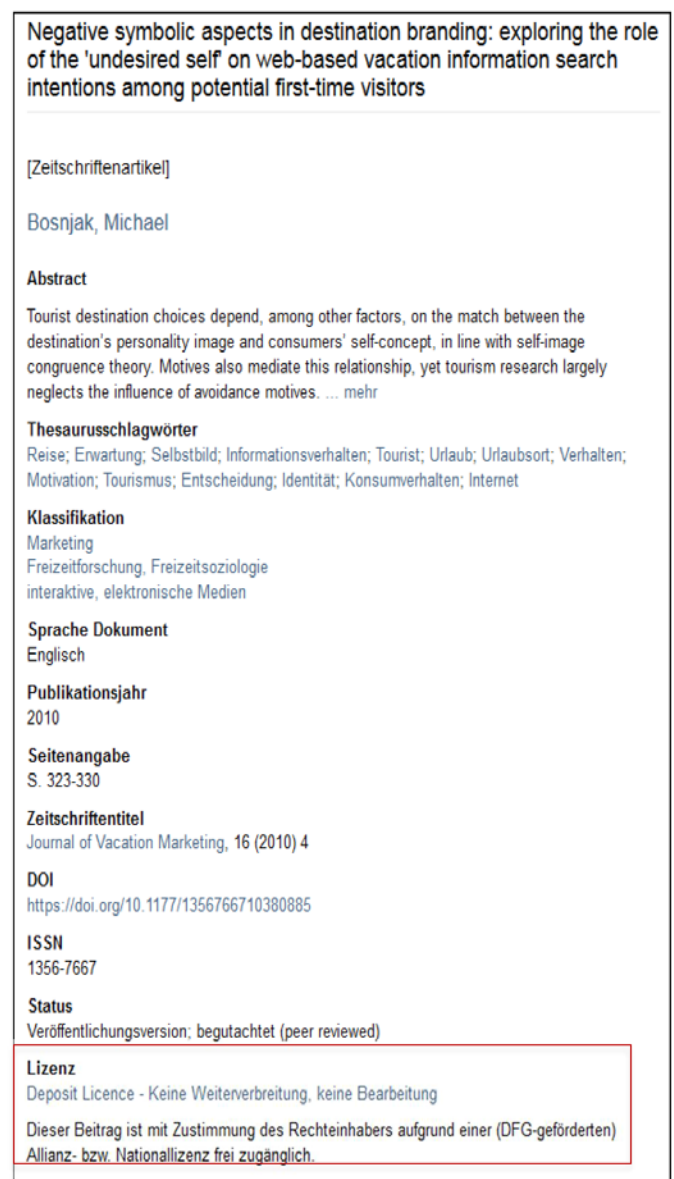 Negative symbolic aspects in destination branding: exploring the role
of the 'undesired self' on web-based vacation information search
intentions among potential first-time visitors
[Zeitschriftenartikel]
Bosnjak, Michael
Abstract
Tourist destination choices depend, among other factors, on the match between the
destination's personality image and consumers' self-concept, in line with self-image
congruence theory. Motives also mediate this relationship, yet tourism research largely
neglects the influence of avoidance motives. ... mehr
Thesaurusschlagwörter
Reise; Erwartung; Selbstbild; Informationsverhalten; Tourist; Urlaub; Urlaubsort; Verhalten;
Motivation; Tourismus; Entscheidung; Identität; Konsumverhalten; Internet
Klassifikation
Marketing
Freizeitforschung, Freizeitsoziologie
interaktive, elektronische Medien
Sprache Dokument
Englisch
Publikationsjahr
2010
Seitenangabe
S. 323-330
Zeitschriftentitel
Journal of Vacation Marketing, 16 (2010) 4
DOI
https://doi.org/10.1177/1356766710380885
ISSN
1356-7667
Status
Veröffentlichungsversion; begutachtet (peer reviewed)
Lizenz
Deposit Licence - Keine Weiterverbreitung, keine Bearbeitung
Dieser Beitrag ist mit Zustimmung des Rechteinhabers aufgrund einer (DFG-geförderten)
Allianz- bzw. Nationallizenz frei zugänglich.